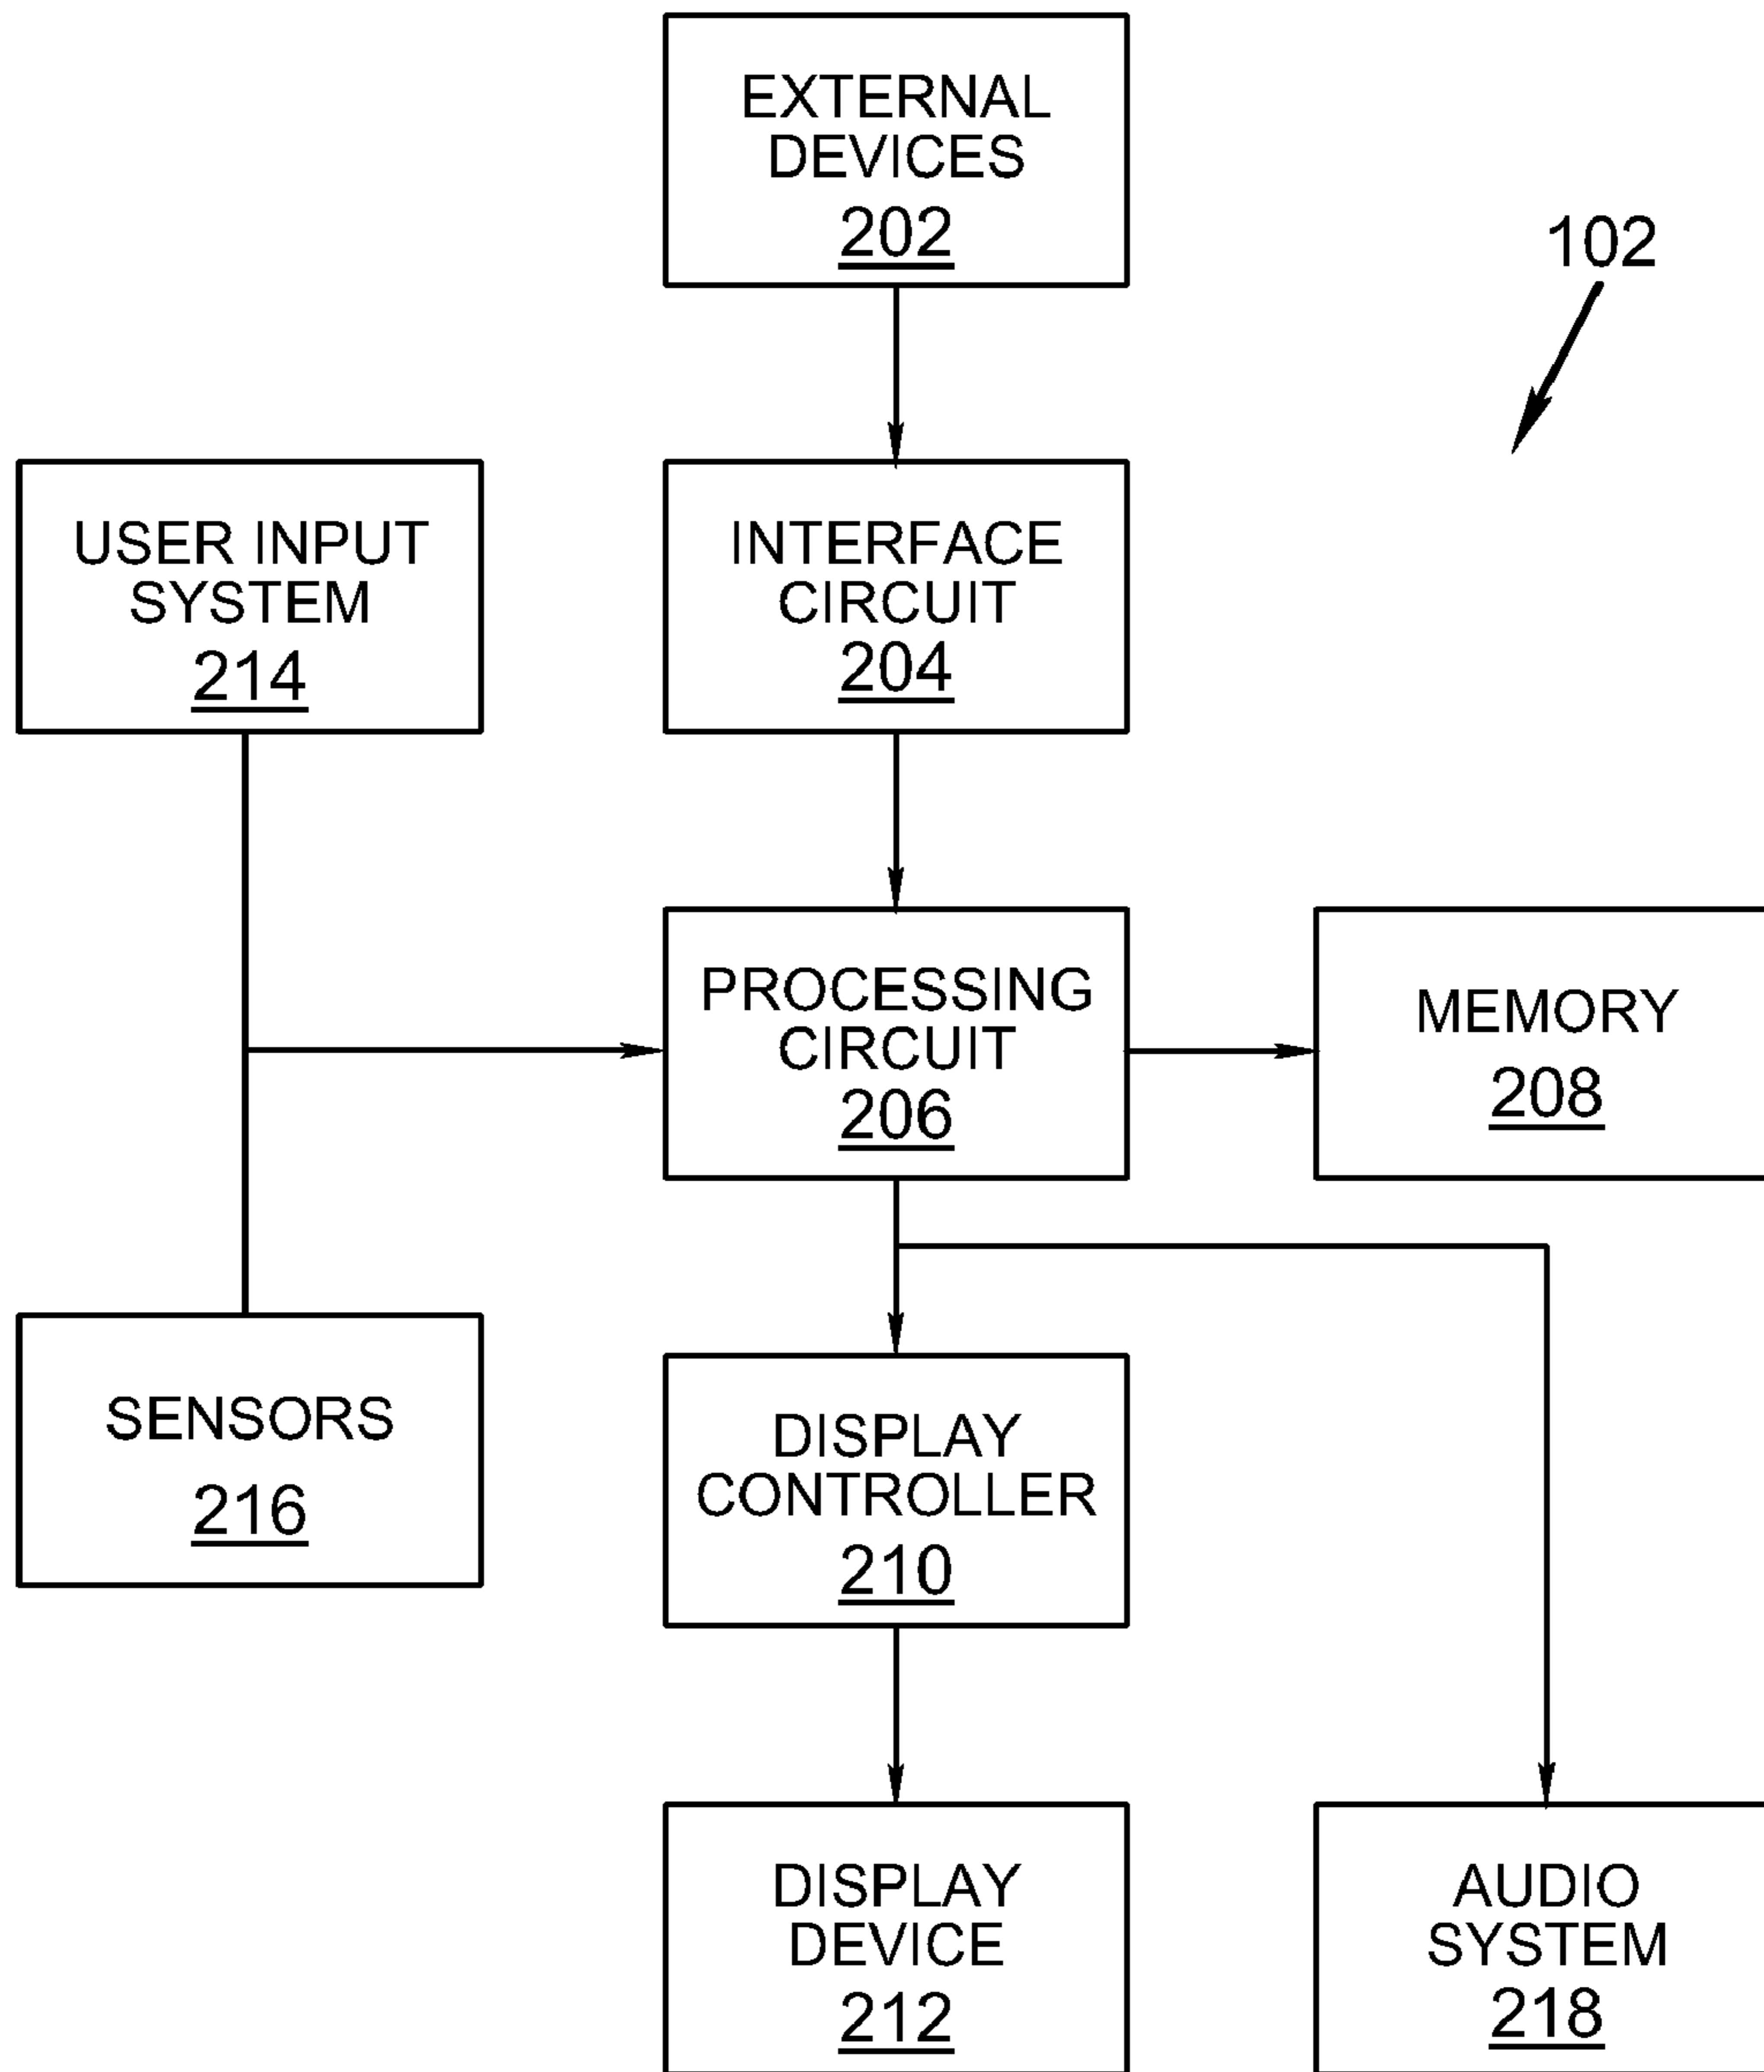 EXTERNAL
DEVICES
202
102
USER INPUT
SYSTEM
214
INTERFACE
CIRCUIT
204
PROCESSING
CIRCUIT
206
MEMORY
208
SENSORS
216
DISPLAY
CONTROLLER
210
DISPLAY
DEVICE
212
AUDIO
SYSTEM
218